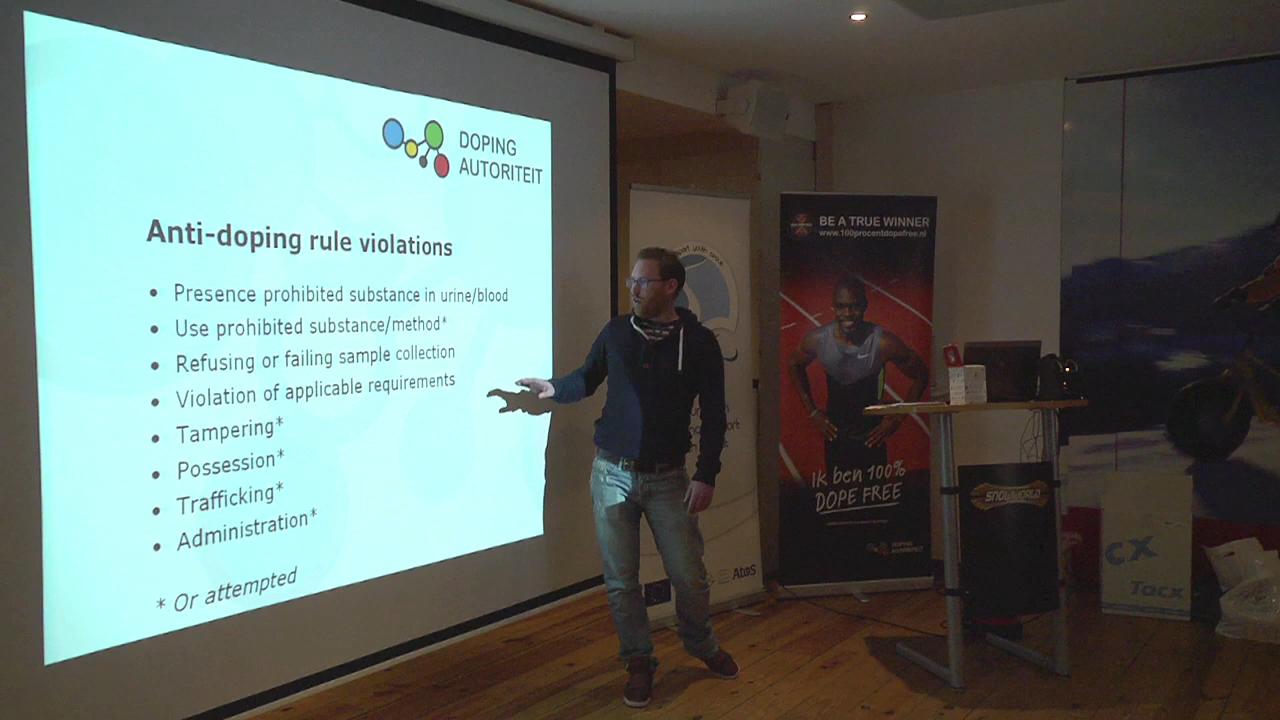 DOPING
AUTORITEIT
Anti-doping rule violations
• Presence prohibited substance in urine/blood
• Use prohibited substance/method*
• Refusing or failing sample collection
• Violation of applicable requirements
• Tampering*
• Possession*
• Trafficking*
• Administration*
* Or attempted
BE A TRUE WINNER
www.100procentdopefree.nl
Ik ben 100%
DOPE FREE
DOPING
AUTORITEIT
Atos
SNOWWORLD
CX
Tacx